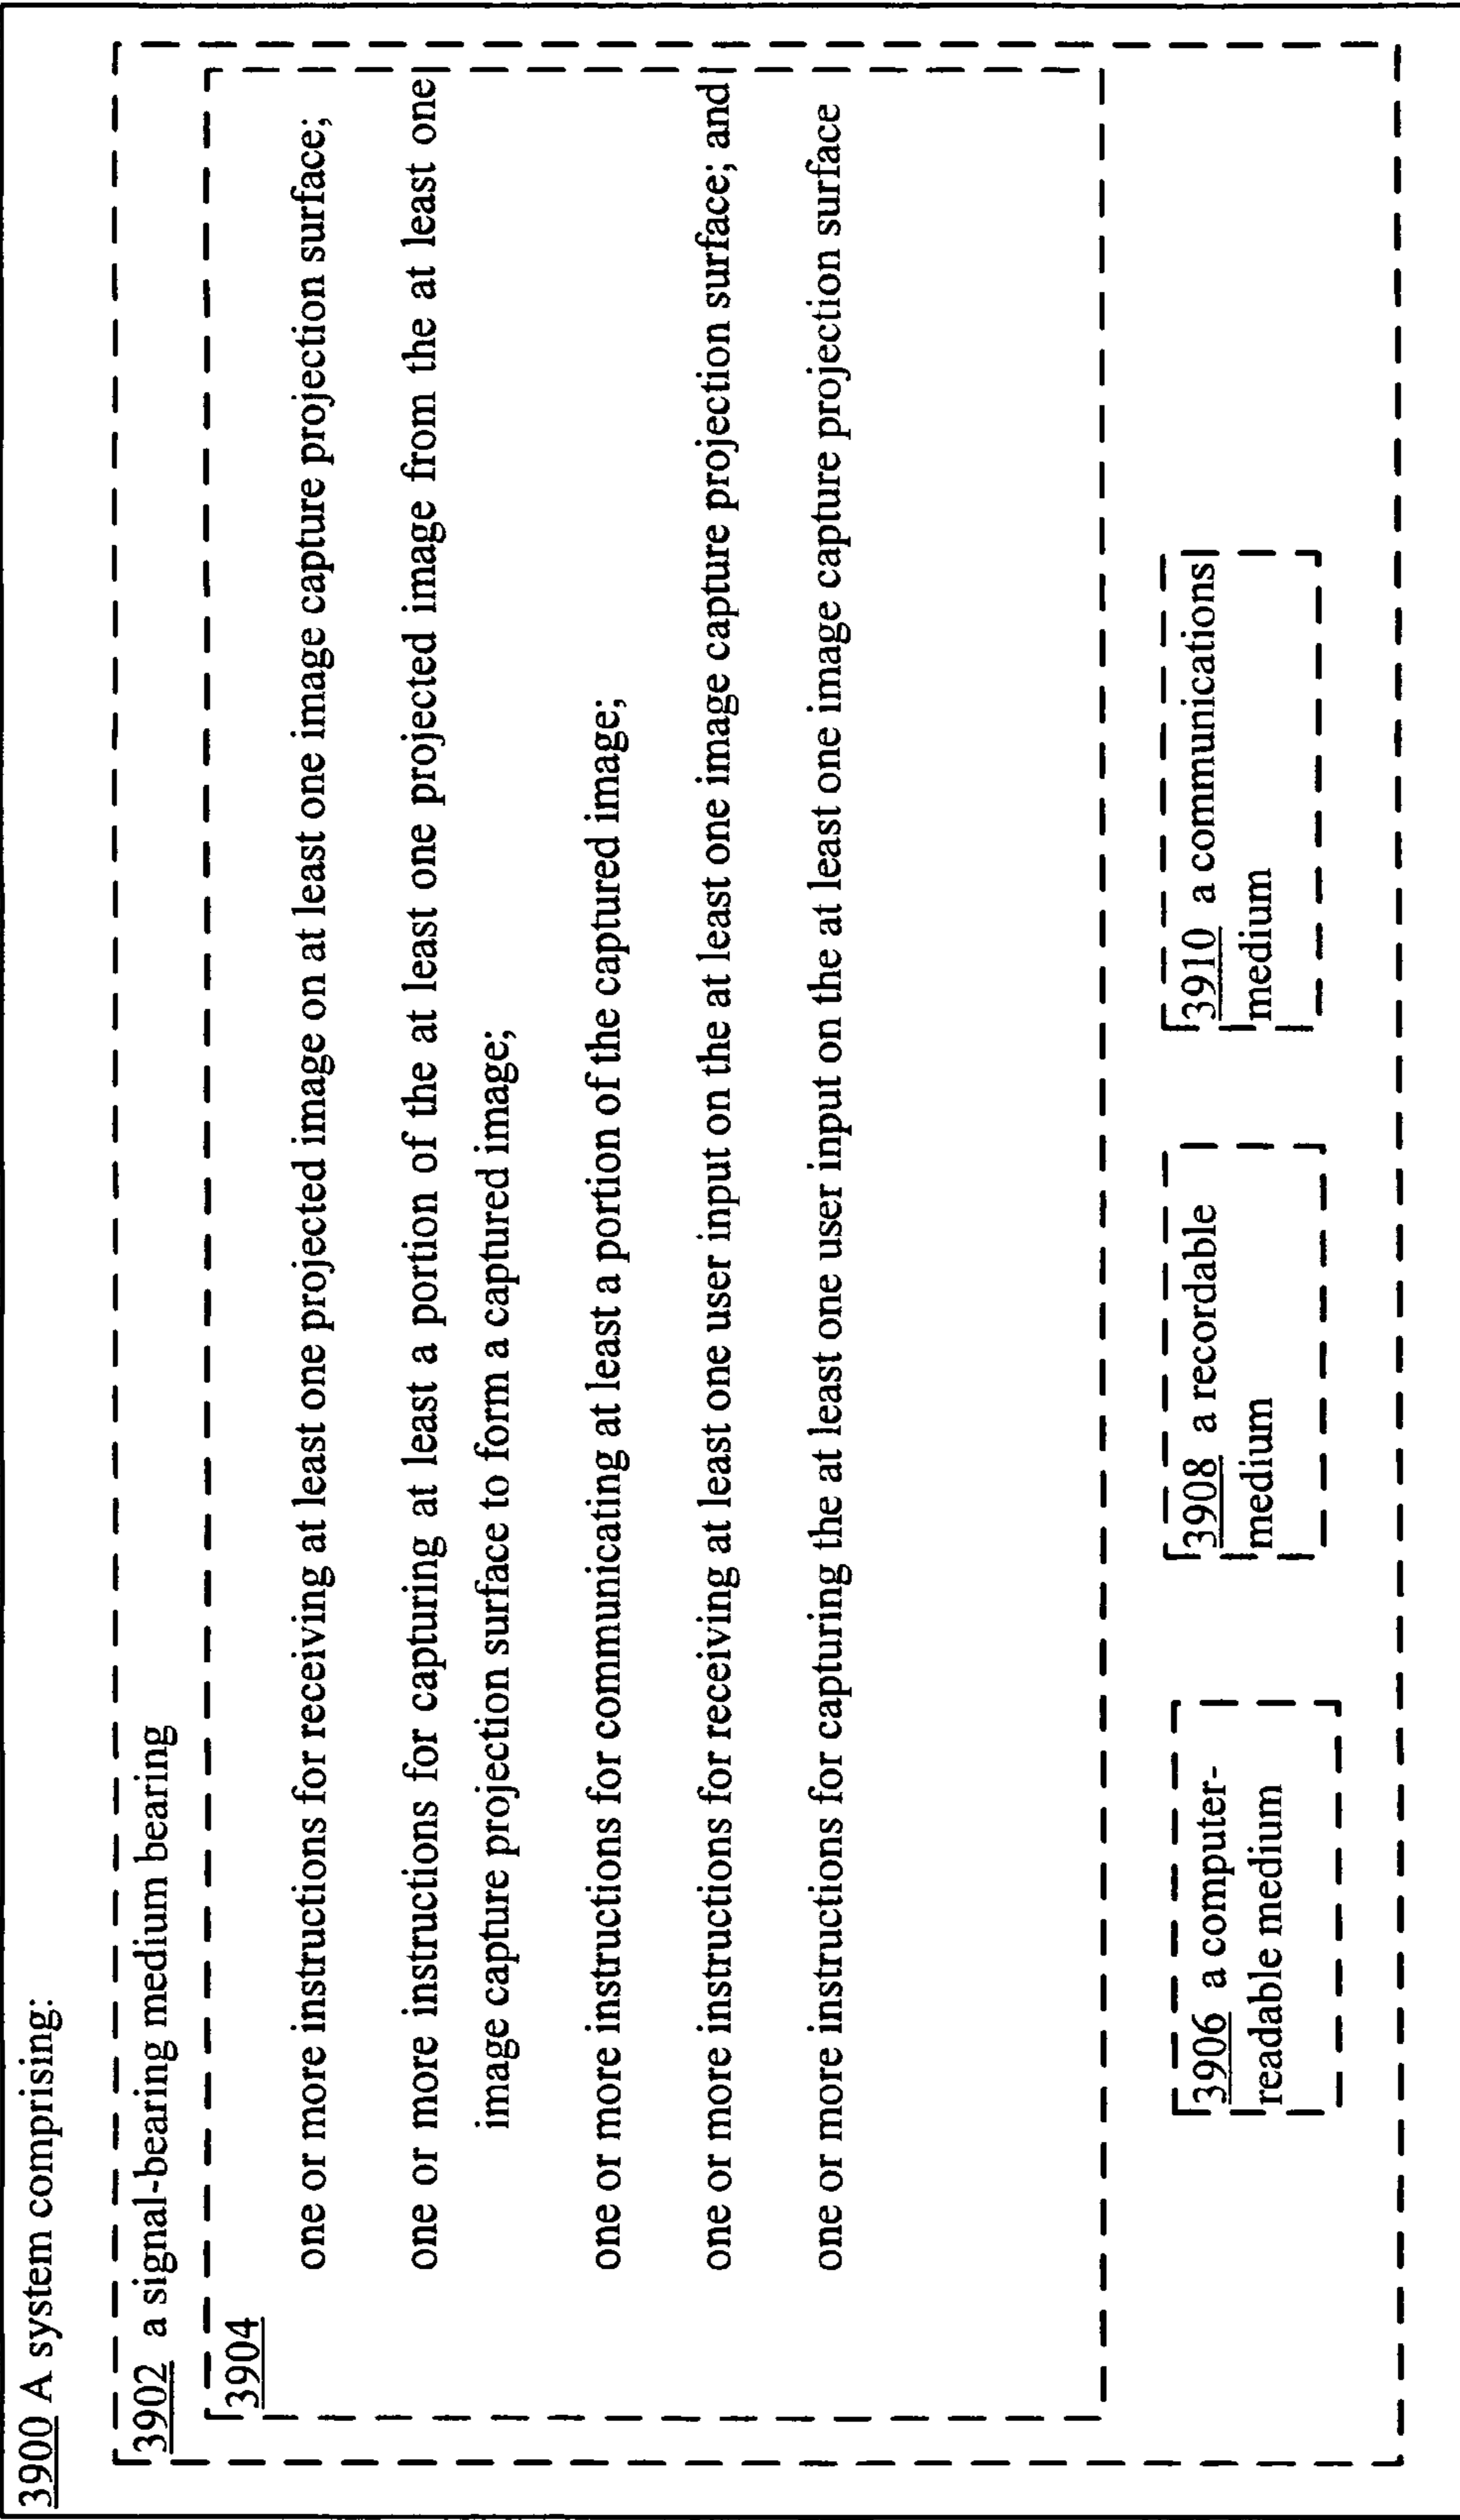 3900 A system comprising:
3902 a signal-bearing medium bearing
3904
one or more instructions for receiving at least one projected image on at least one image capture projection surface;
one or more instructions for capturing at least a portion of the at least one projected image from the at least one
image capture projection surface to form a captured image;
one or more instructions for communicating at least a portion of the captured image;
one or more instructions for receiving at least one user input on the at least one image capture projection surface; and
one or more instructions for capturing the at least one user input on the at least one image capture projection surface
3906 a computer-
readable medium
3908 a recordable
medium
3910 a communications
medium